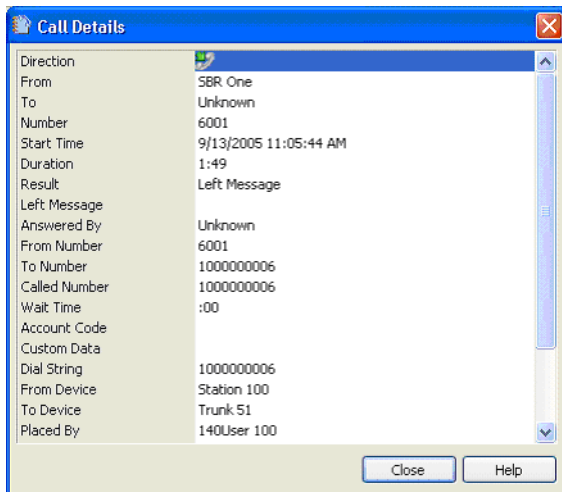 Call Details
Direction
From SBR One
To Unknown
Number 6001
Start Time 9/13/2005 11:05:44 AM
Duration 1:49
Result Left Message
Left Message
Answered By Unknown
From Number 6001
To Number 1000000006
Called Number 1000000006
Wait Time :00
Account Code
Custom Data
Dial String 1000000006
From Device Station 100
To Device Trunk 51
Placed By 140User 100
Close Help